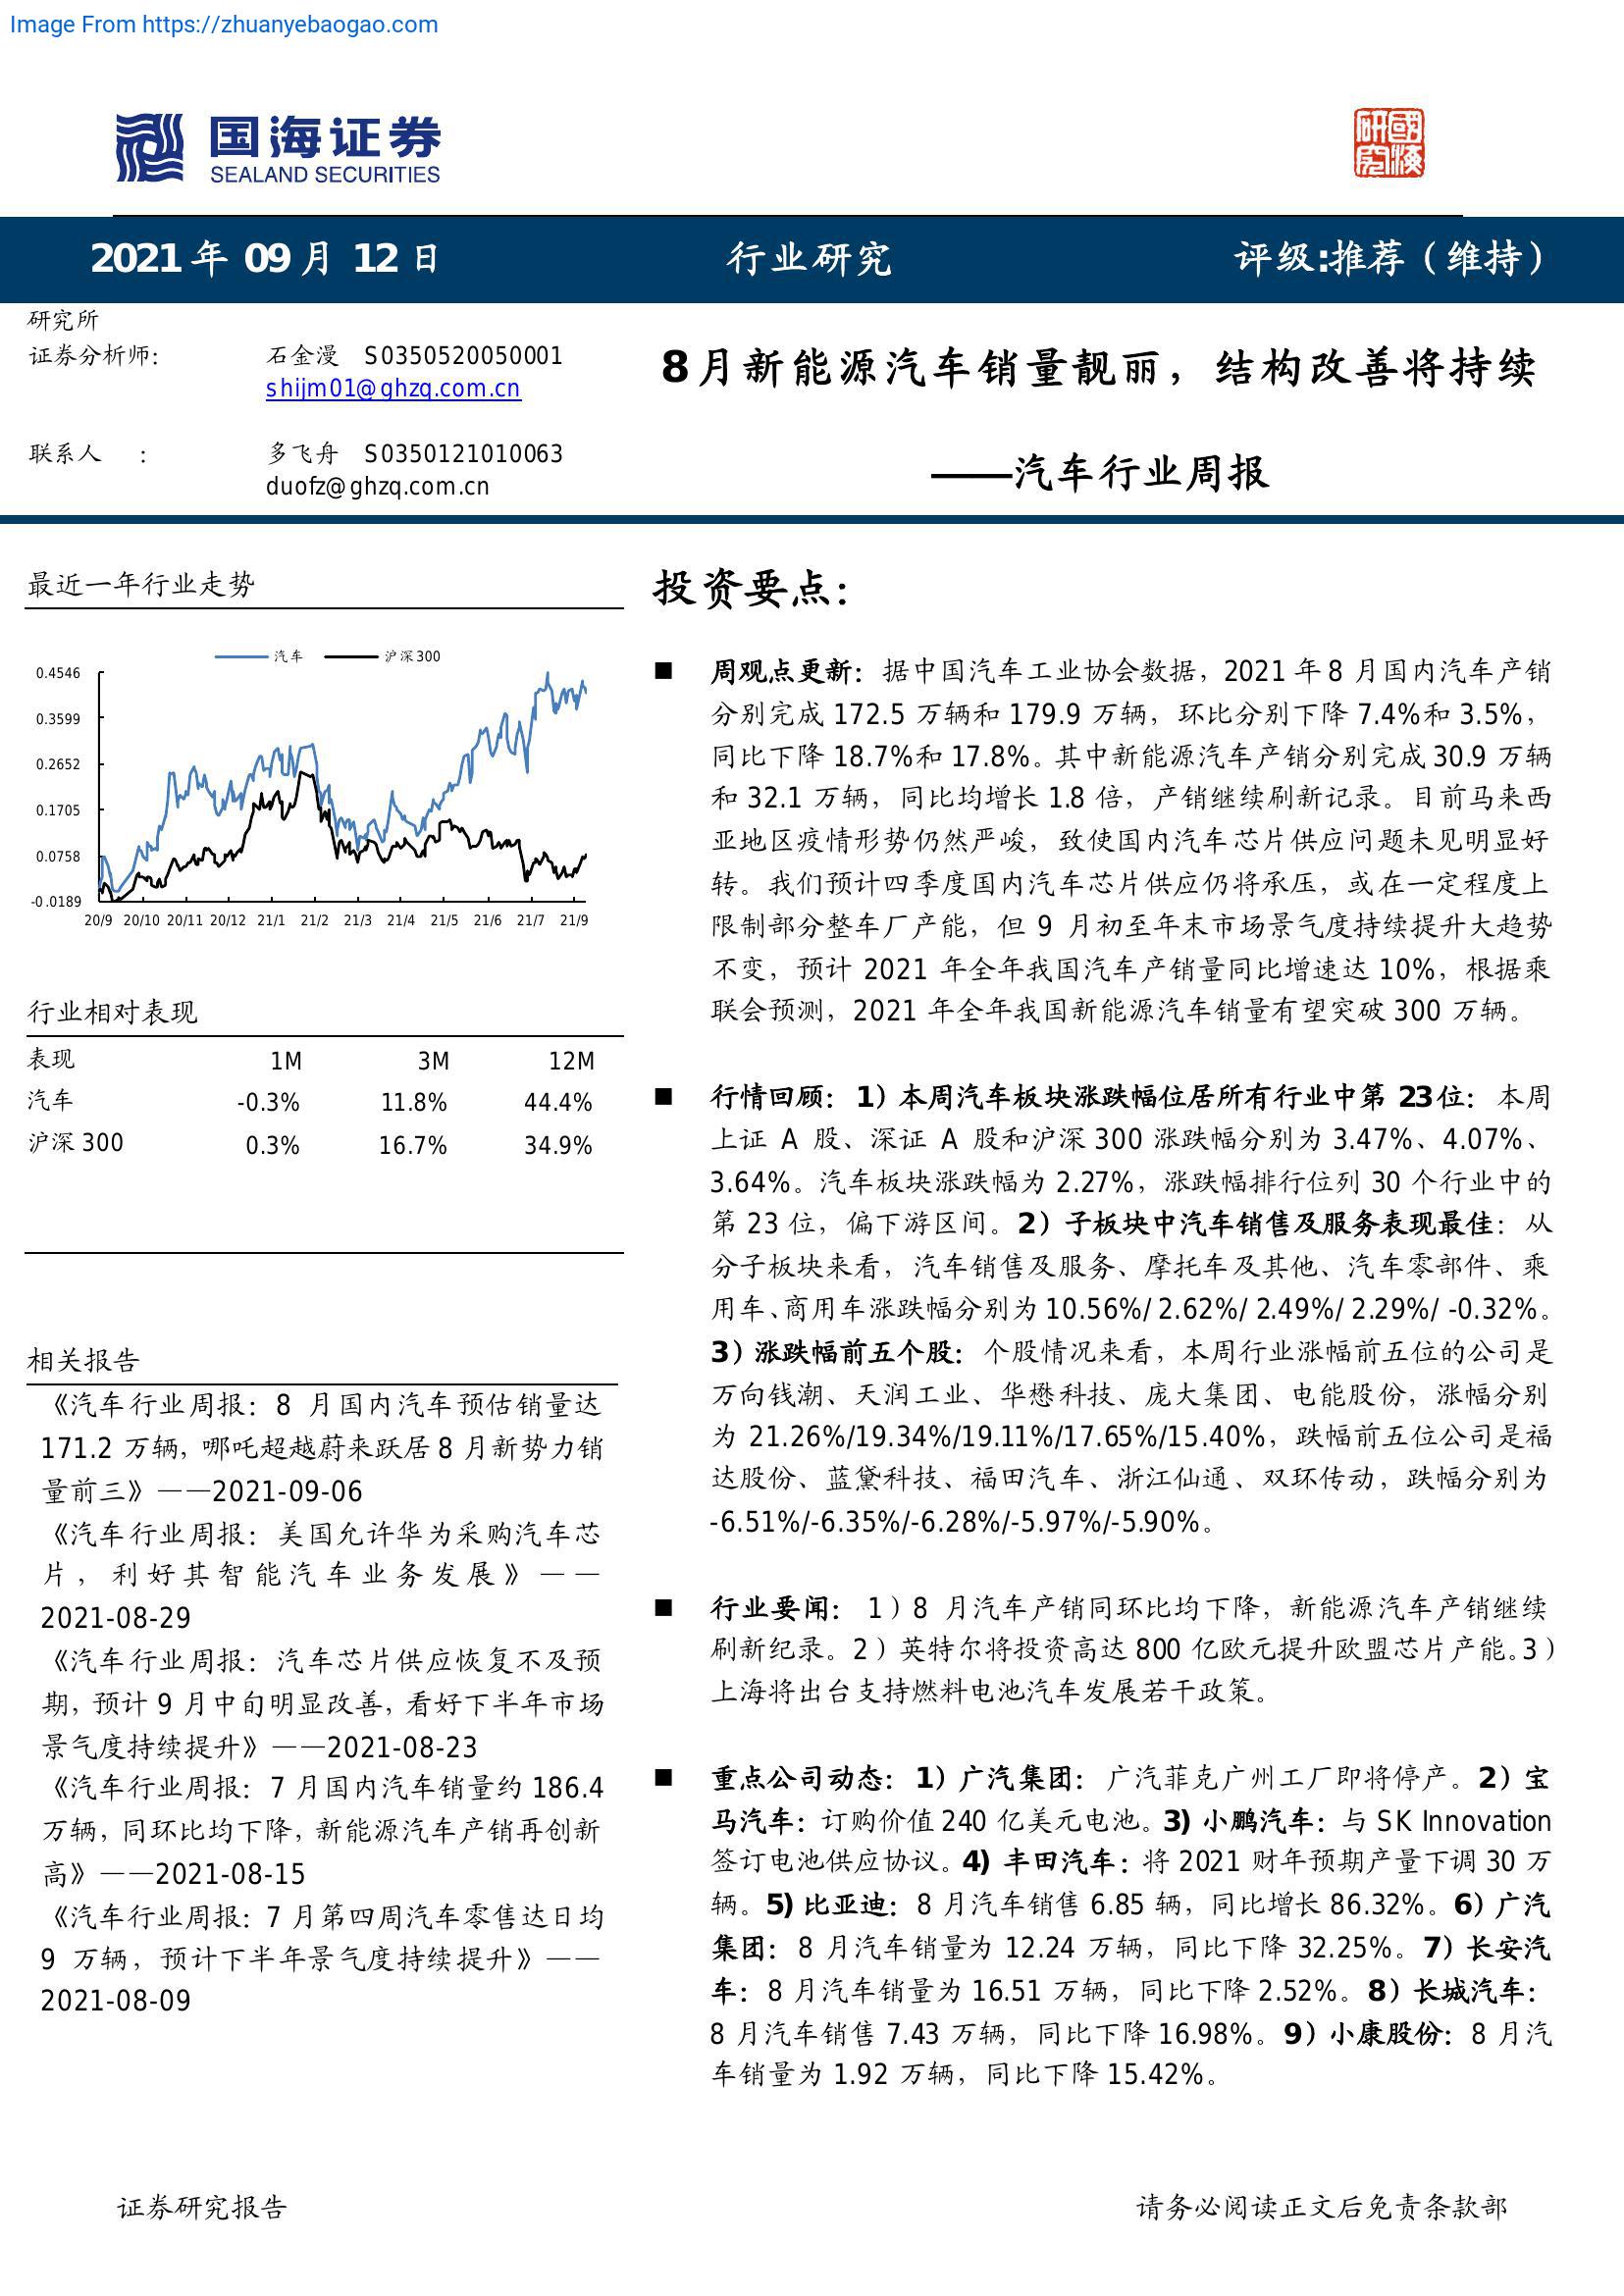 Image From https://zhuanyebaogao.com
国海证券
SEALAND SECURITIES
國海
研究
2021 年 09 月 12 日
行业研究
评级:推荐（维持）
研究所
证券分析师：
石金漫 S0350520050001
shijm01@ghzq.com.cn
联系人 ：
多飞舟 S0350121010063
duofz@ghzq.com.cn
8月新能源汽车销量靓丽，结构改善将持续
——汽车行业周报
最近一年行业走势
汽车 沪深300
0.4546
0.3599
0.2652
0.1705
0.0758
-0.0189
20/9 20/10 20/11 20/12 21/1 21/2 21/3 21/4 21/5 21/6 21/7 21/9
行业相对表现
表现 1M 3M 12M
汽车 -0.3% 11.8% 44.4%
沪深 300 0.3% 16.7% 34.9%
相关报告
《汽车行业周报：8 月国内汽车预估销量达
171.2 万辆，哪吒超越蔚来跃居 8 月新势力销
量前三》——2021-09-06
《汽车行业周报：美国允许华为采购汽车芯
片，利好其智能汽车业务发展》——
2021-08-29
《汽车行业周报：汽车芯片供应恢复不及预
期，预计 9 月中旬明显改善，看好下半年市场
景气度持续提升》——2021-08-23
《汽车行业周报：7 月国内汽车销量约 186.4
万辆，同环比均下降，新能源汽车产销再创新
高》——2021-08-15
《汽车行业周报：7 月第四周汽车零售达日均
9 万辆，预计下半年景气度持续提升》——
2021-08-09
投资要点：
■ 周观点更新：据中国汽车工业协会数据，2021 年 8 月国内汽车产销
分别完成 172.5 万辆和 179.9 万辆，环比分别下降 7.4%和 3.5%，
同比下降 18.7%和 17.8%。其中新能源汽车产销分别完成 30.9 万辆
和 32.1 万辆，同比均增长 1.8 倍，产销继续刷新记录。目前马来西
亚地区疫情形势仍然严峻，致使国内汽车芯片供应问题未见明显好
转。我们预计四季度国内汽车芯片供应仍将承压，或在一定程度上
限制部分整车厂产能，但 9 月初至年末市场景气度持续提升大趋势
不变，预计 2021 年全年我国汽车产销量同比增速达 10%，根据乘
联会预测，2021 年全年我国新能源汽车销量有望突破 300 万辆。
■ 行情回顾：1）本周汽车板块涨跌幅位居所有行业中第 23位：本周
上证 A 股、深证 A 股和沪深 300 涨跌幅分别为 3.47%、4.07%、
3.64%。汽车板块涨跌幅为 2.27%，涨跌幅排行位列 30 个行业中的
第 23 位，偏下游区间。2）子板块中汽车销售及服务表现最佳：从
分子板块来看，汽车销售及服务、摩托车及其他、汽车零部件、乘
用车、商用车涨跌幅分别为 10.56%/ 2.62%/ 2.49%/ 2.29%/ -0.32%。
3）涨跌幅前五个股：个股情况来看，本周行业涨幅前五位的公司是
万向钱潮、天润工业、华懋科技、庞大集团、电能股份，涨幅分别
为 21.26%/19.34%/19.11%/17.65%/15.40%，跌幅前五位公司是福
达股份、蓝黛科技、福田汽车、浙江仙通、双环传动，跌幅分别为
-6.51%/-6.35%/-6.28%/-5.97%/-5.90%。
■ 行业要闻： 1）8 月汽车产销同环比均下降，新能源汽车产销继续
刷新纪录。2）英特尔将投资高达 800 亿欧元提升欧盟芯片产能。3）
上海将出台支持燃料电池汽车发展若干政策。
■ 重点公司动态：1）广汽集团：广汽菲克广州工厂即将停产。2）宝
马汽车：订购价值 240 亿美元电池。3) 小鹏汽车：与 SK Innovation
签订电池供应协议。4) 丰田汽车：将 2021 财年预期产量下调 30 万
辆。5) 比亚迪：8 月汽车销售 6.85 辆，同比增长 86.32%。6）广汽
集团：8 月汽车销量为 12.24 万辆，同比下降 32.25%。7）长安汽
车：8 月汽车销量为 16.51 万辆，同比下降 2.52%。8）长城汽车：
8 月汽车销售 7.43 万辆，同比下降 16.98%。9）小康股份：8 月汽
车销量为 1.92 万辆，同比下降 15.42%。
证券研究报告
请务必阅读正文后免责条款部